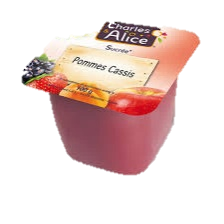 Charles
& Alice
Sucrée*
Pommes Cassis